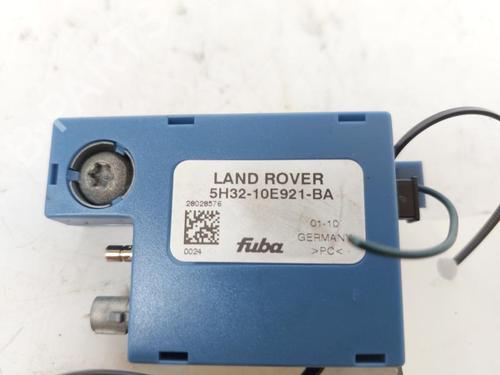 LAND ROVER
5H32-10E921-BA
28028576
01-10
GERMANY
0024
fuba
>PC<